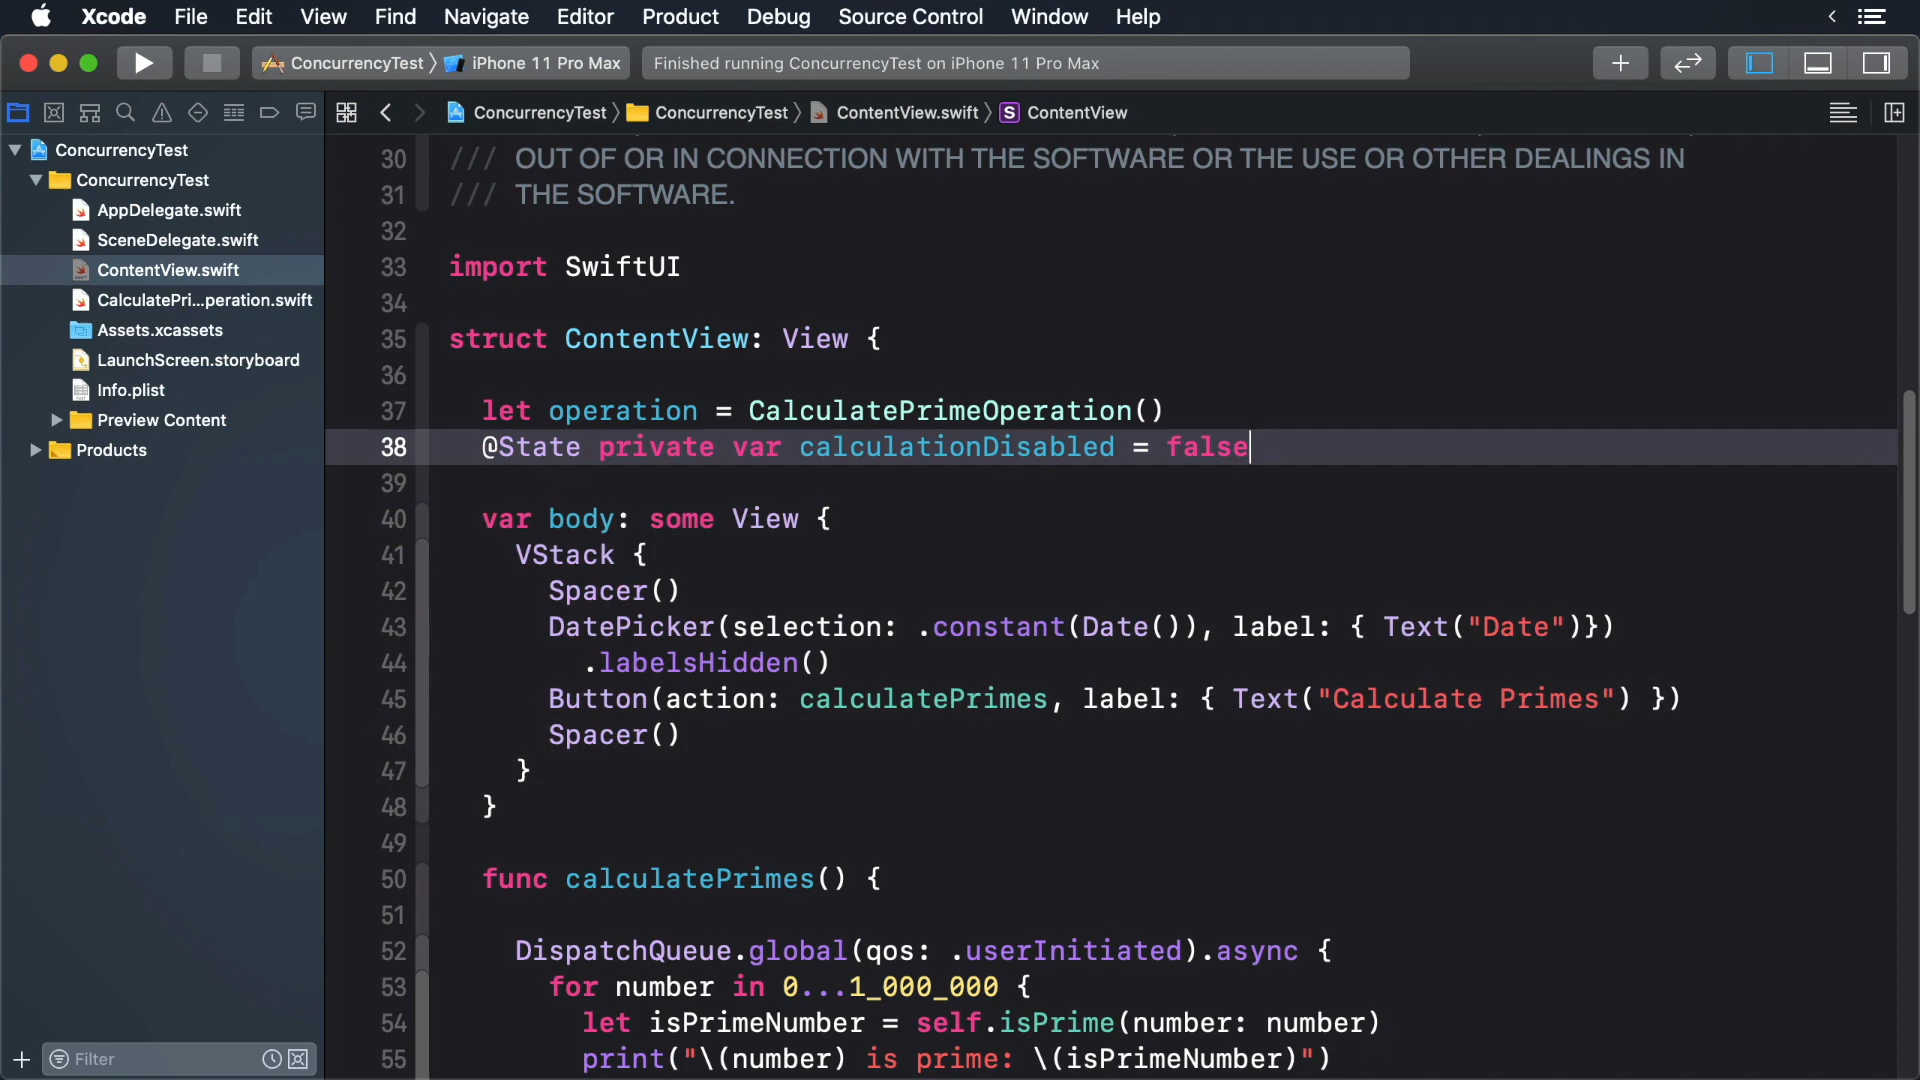 Xcode File Edit View Find Navigate Editor Product Debug Source Control Window Help
ConcurrencyTest iPhone 11 Pro Max Finished running ConcurrencyTest on iPhone 11 Pro Max
ConcurrencyTest ConcurrencyTest ContentView.swift S ContentView
ConcurrencyTest
ConcurrencyTest
AppDelegate.swift
SceneDelegate.swift
ContentView.swift
CalculatePri...peration.swift
Assets.xcassets
LaunchScreen.storyboard
Info.plist
Preview Content
Products
Filter
30 /// OUT OF OR IN CONNECTION WITH THE SOFTWARE OR THE USE OR OTHER DEALINGS IN
31 /// THE SOFTWARE.
32
33 import SwiftUI
34
35 struct ContentView: View {
36
37 let operation = CalculatePrimeOperation()
38 @State private var calculationDisabled = false
39
40 var body: some View {
41 VStack {
42 Spacer()
43 DatePicker(selection: .constant(Date()), label: { Text("Date")})
44 .labelsHidden()
45 Button(action: calculatePrimes, label: { Text("Calculate Primes") })
46 Spacer()
47 }
48 }
49
50 func calculatePrimes() {
51
52 DispatchQueue.global(qos: .userInitiated).async {
53 for number in 0...1_000_000 {
54 let isPrimeNumber = self.isPrime(number: number)
55 print("\(number) is prime: \(isPrimeNumber)")